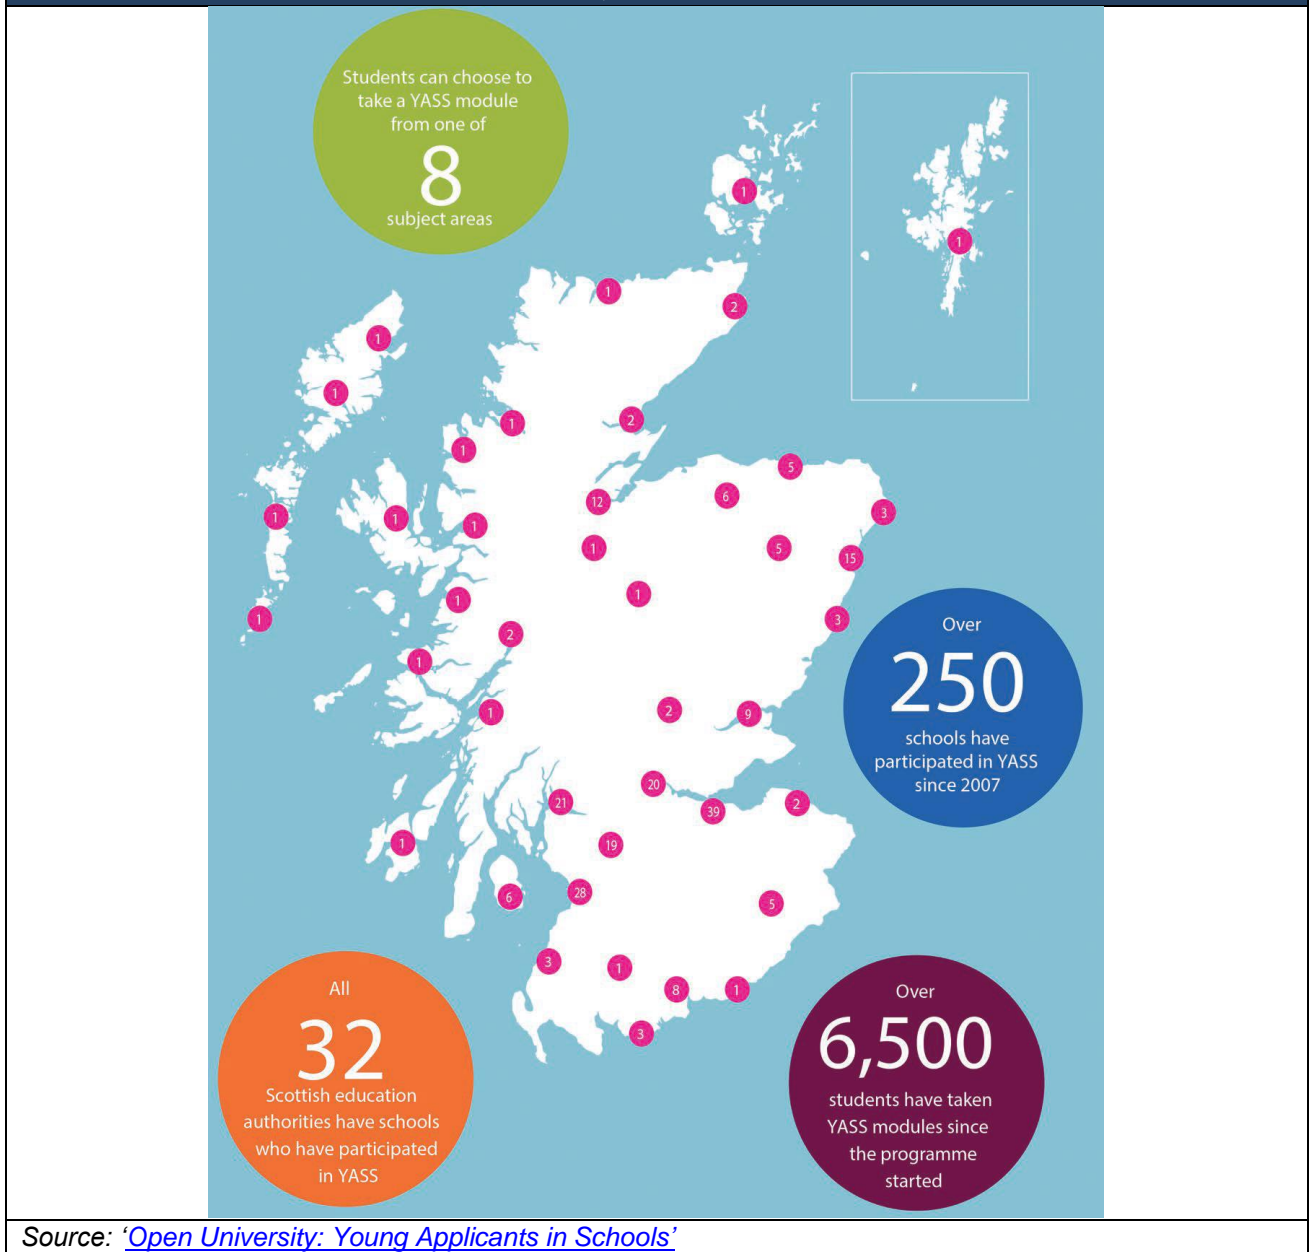 Students can choose to
take a YASS module
from one of
8
subject areas
1
1
1
2
1
1
1
2
1
5
6
12
3
1
1
1
1
5
15
1
1
1
3
2
1
2
9
1
20
21
2
39
19
1
28
6
5
3
1
8
1
3
Over
250
schools have
participated in YASS
since 2007
All
32
Scottish education
authorities have schools
who have participated
in YASS
Over
6,500
students have taken
YASS modules since
the programme
started
Source: ‘Open University: Young Applicants in Schools’